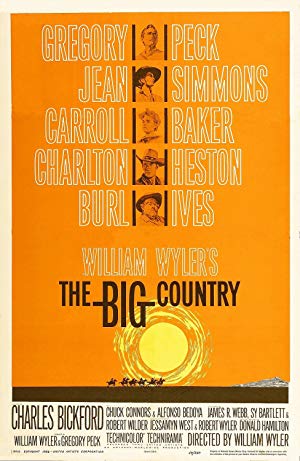 GREGORY PECK
JEAN SIMMONS
CARROLL BAKER
CHARLTON HESTON
BURL IVES
WILLIAM WYLER'S
THE BIG COUNTRY
CHARLES BICKFORD
CHUCK CONNORS & ALFONSO BEDOYA
JAMES R. WEBB, SY BARTLETT &
ROBERT WILDER
JESSAMYN WEST & ROBERT WYLER
DONALD HAMILTON
WILLIAM WYLER & GREGORY PECK
TECHNICOLOR® TECHNIRAMA®
DIRECTED BY WILLIAM WYLER